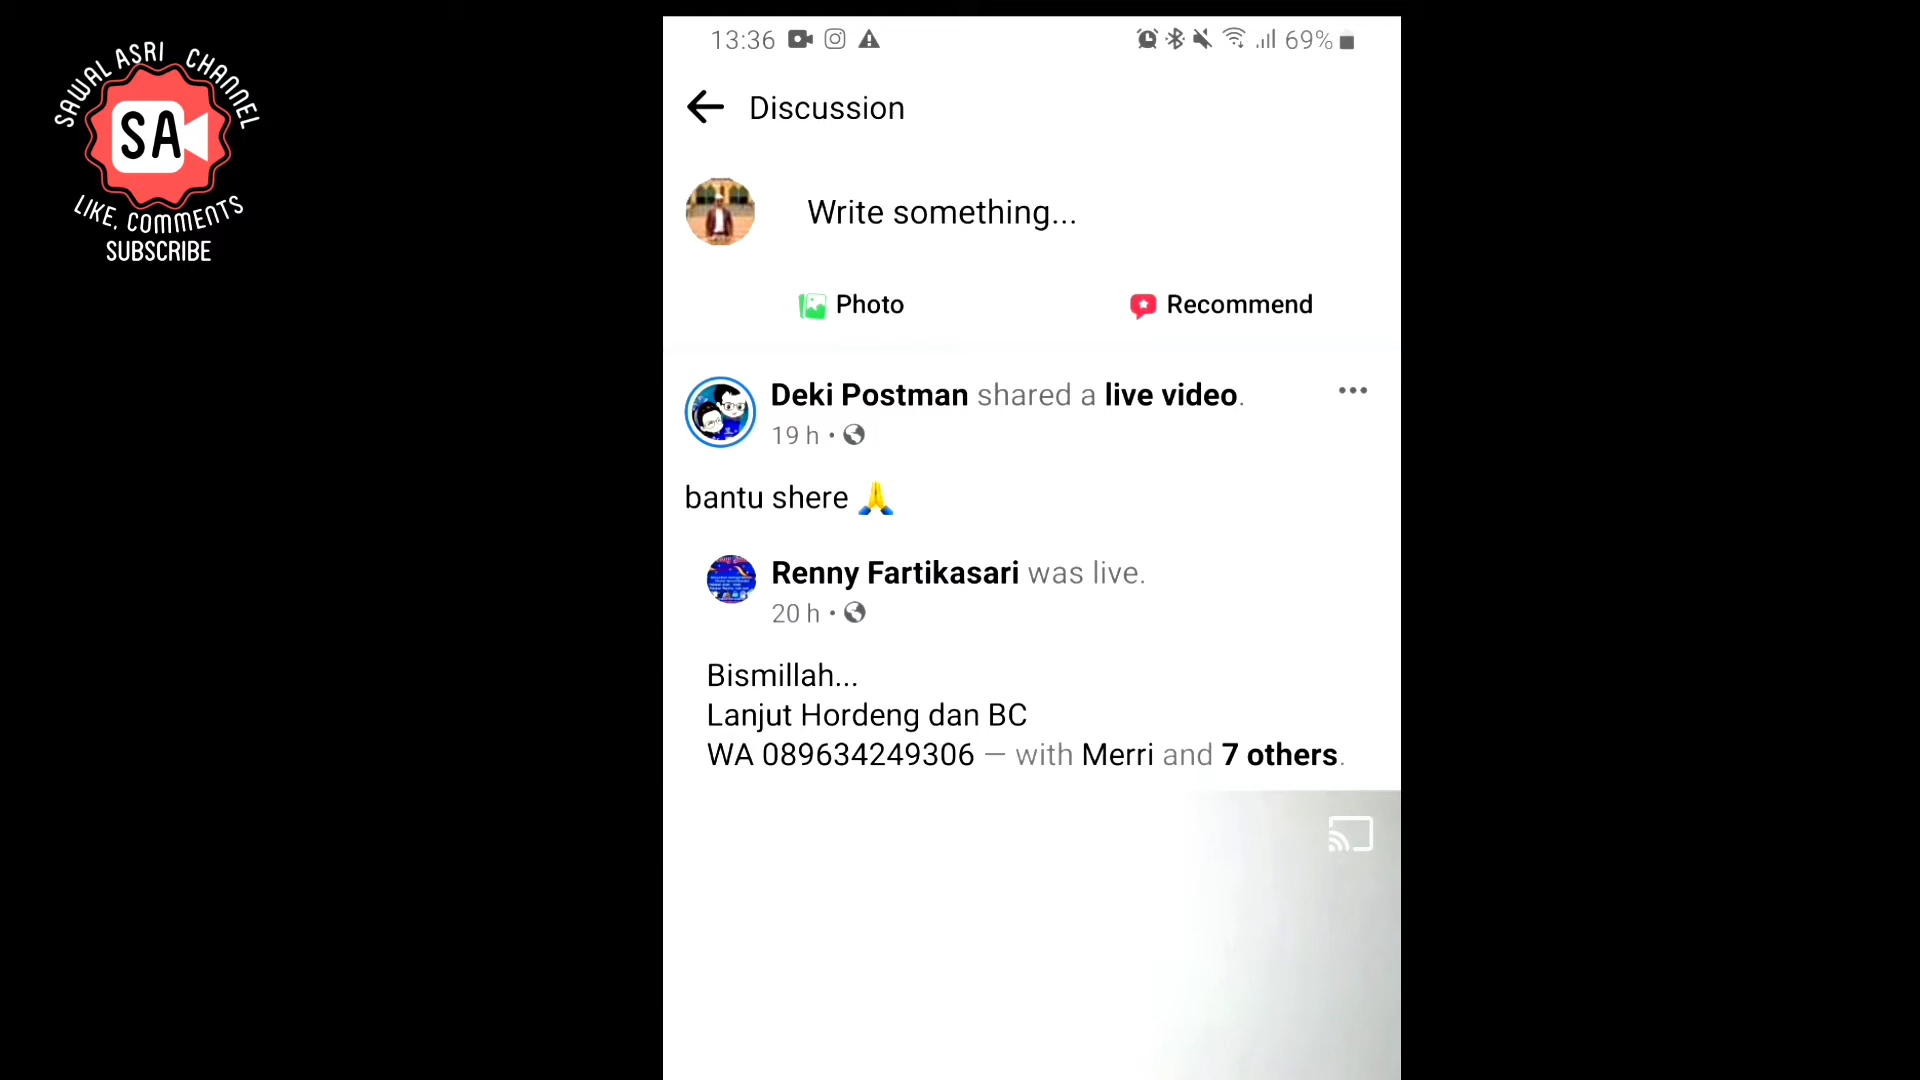 SAWAL ASRI CHANNEL
SA
LIKE, COMMENTS
SUBSCRIBE
13:36
69%
Discussion
Write something...
Photo
Recommend
Deki Postman shared a live video.
19 h •
bantu shere 🙏
Renny Fartikasari was live.
20 h •
Bismillah...
Lanjut Hordeng dan BC
WA 089634249306 — with Merri and 7 others.